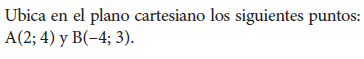 Ubica en el plano cartesiano los siguientes puntos:
A(2; 4) y B(–4; 3).